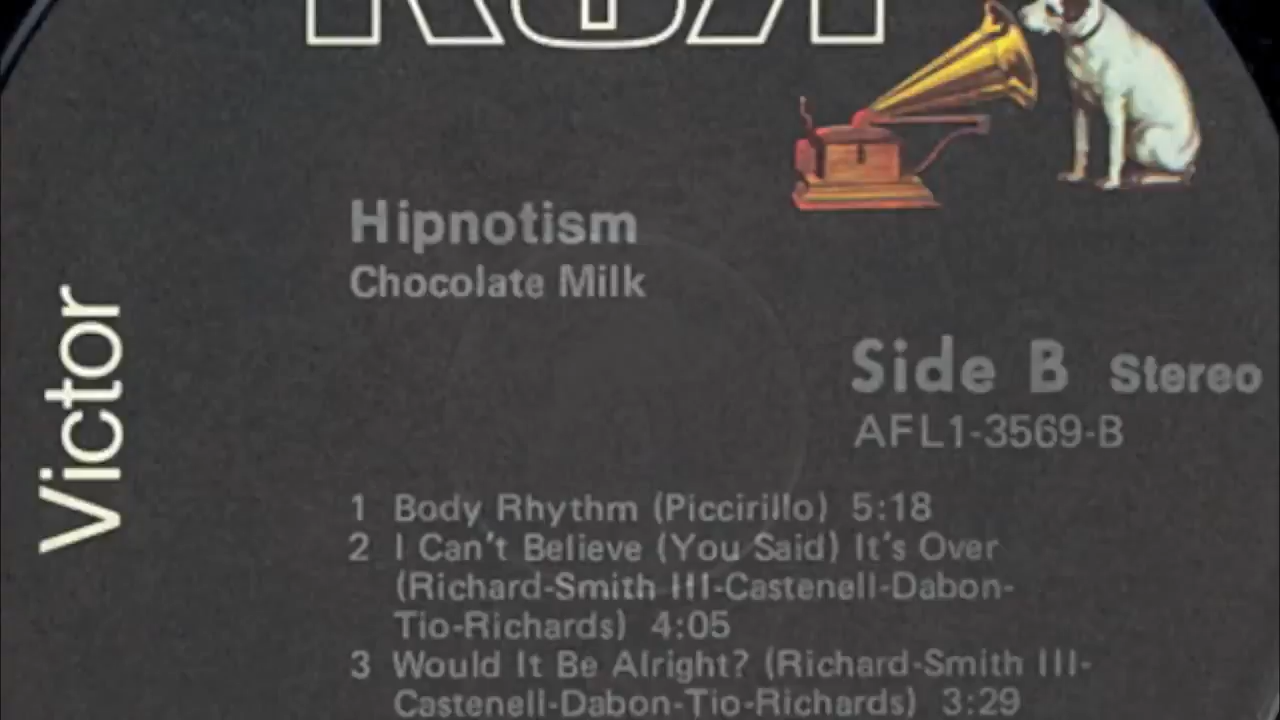 RCA
Hipnotism
Chocolate Milk
Victor
Side B Stereo
AFL1-3569-B
1 Body Rhythm (Piccirillo) 5:18
2 I Can't Believe (You Said) It's Over
(Richard-Smith III-Castenell-Dabon-
Tio-Richards) 4:05
3 Would It Be Alright? (Richard-Smith III-
Castenell-Dabon-Tio-Richards) 3:29